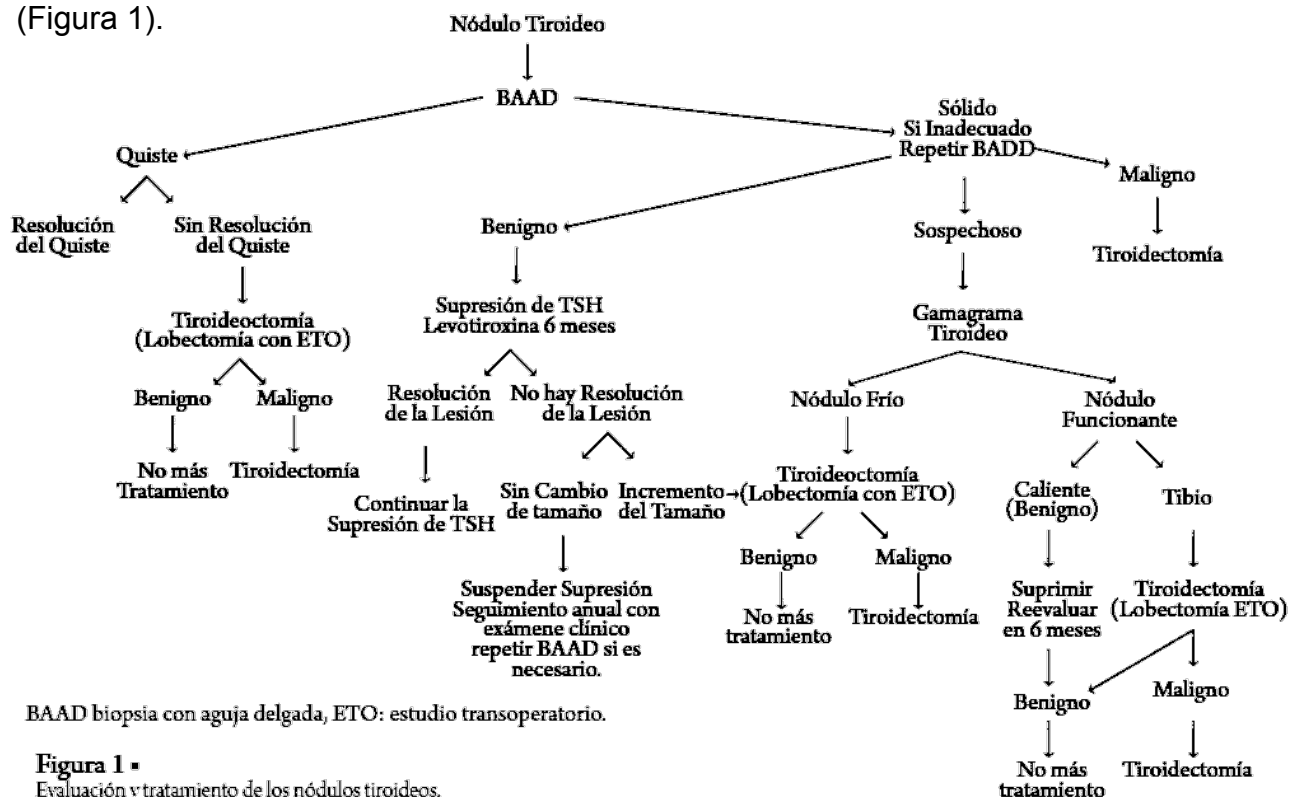 (Figura 1).
Nódulo Tiroideo
BAAD
Quiste
Resolución
del Quiste
Sin Resolución
del Quiste
Tiroideoctomía
(Lobectomía con ETO)
Benigno
Maligno
No más
Tratamiento
Tiroidectomía
Sólido
Si Inadecuado
Repetir BADD
Benigno
Supresión de TSH
Levotiroxina 6 meses
Resolución
de la Lesión
No hay Resolución
de la Lesión
Continuar la
Supresión de TSH
Sin Cambio
de tamaño
Incremento
del Tamaño
Suspender Supresión
Seguimiento anual con
exámene clínico
repetir BAAD si es
necesario.
Sospechoso
Gamagrama
Tiroideo
Nódulo Frío
Tiroideoctomía
(Lobectomía con ETO)
Benigno
Maligno
No más
tratamiento
Tiroidectomía
Nódulo
Funcionante
Caliente
(Benigno)
Suprimir
Reevaluar
en 6 meses
Tibio
Tiroidectomía
(Lobectomía ETO)
Benigno
Maligno
No más
tratamiento
Tiroidectomía
Maligno
Tiroidectomía
BAAD biopsia con aguja delgada, ETO: estudio transoperatorio.
Figura 1
Evaluación y tratamiento de los nódulos tiroideos.